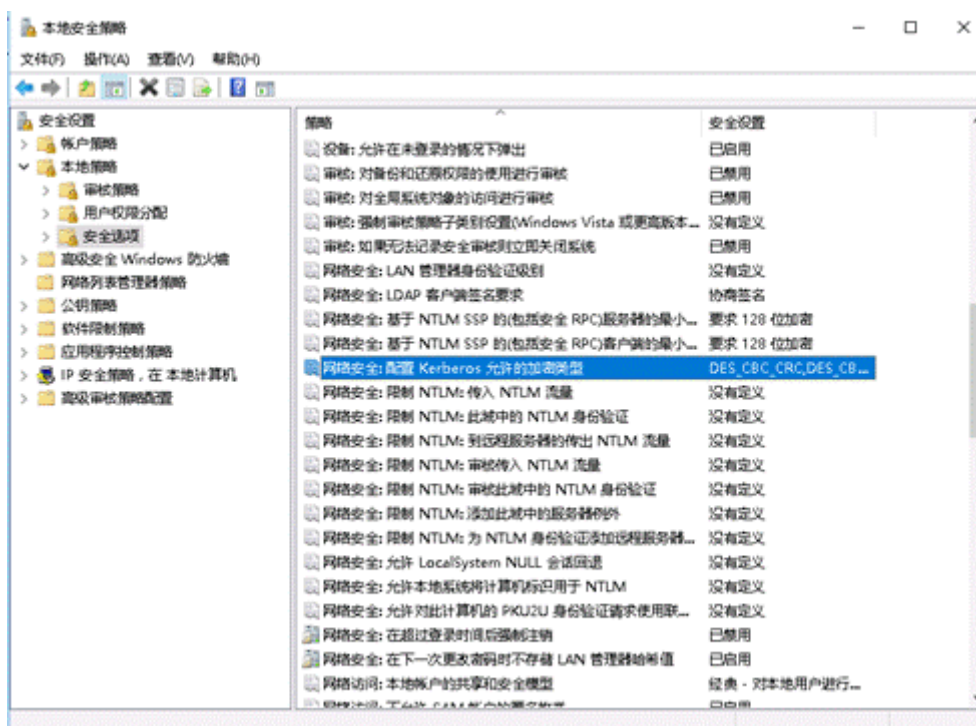 本地安全策略
文件(F) 操作(A) 查看(V) 帮助(H)
安全设置
帐户策略
本地策略
审核策略
用户权限分配
安全选项
高级安全 Windows 防火墙
网络列表管理器策略
公钥策略
软件限制策略
应用程序控制策略
IP 安全策略，在 本地计算机
高级审核策略配置
策略 安全设置
设备: 允许在未登录的情况下弹出 已启用
审核: 对备份和还原权限的使用进行审核 已禁用
审核: 对全局系统对象的访问进行审核 已禁用
审核: 强制审核策略子类别设置(Windows Vista 或更高版本... 没有定义
审核: 如果无法记录安全审核则立即关闭系统 已禁用
网络安全: LAN 管理器身份验证级别 没有定义
网络安全: LDAP 客户端签名要求 协商签名
网络安全: 基于 NTLM SSP 的(包括安全 RPC)服务器的最小... 要求 128 位加密
网络安全: 基于 NTLM SSP 的(包括安全 RPC)客户端的最小... 要求 128 位加密
网络安全: 配置 Kerberos 允许的加密类型 DES_CBC_CRC,DES_CB...
网络安全: 限制 NTLM: 传入 NTLM 流量 没有定义
网络安全: 限制 NTLM: 此域中的 NTLM 身份验证 没有定义
网络安全: 限制 NTLM: 到远程服务器的传出 NTLM 流量 没有定义
网络安全: 限制 NTLM: 审核传入 NTLM 流量 没有定义
网络安全: 限制 NTLM: 审核此域中的 NTLM 身份验证 没有定义
网络安全: 限制 NTLM: 添加此域中的服务器例外 没有定义
网络安全: 限制 NTLM: 为 NTLM 身份验证添加远程服务器... 没有定义
网络安全: 允许 LocalSystem NULL 会话回退 没有定义
网络安全: 允许本地系统将计算机标识用于 NTLM 没有定义
网络安全: 允许对此计算机的 PKU2U 身份验证请求使用联... 没有定义
网络安全: 在超过登录时间后强制注销 已禁用
网络安全: 在下一次更改密码时不存储 LAN 管理器哈希值 已启用
网络访问: 本地帐户的共享和安全模型 经典 - 对本地用户进行...